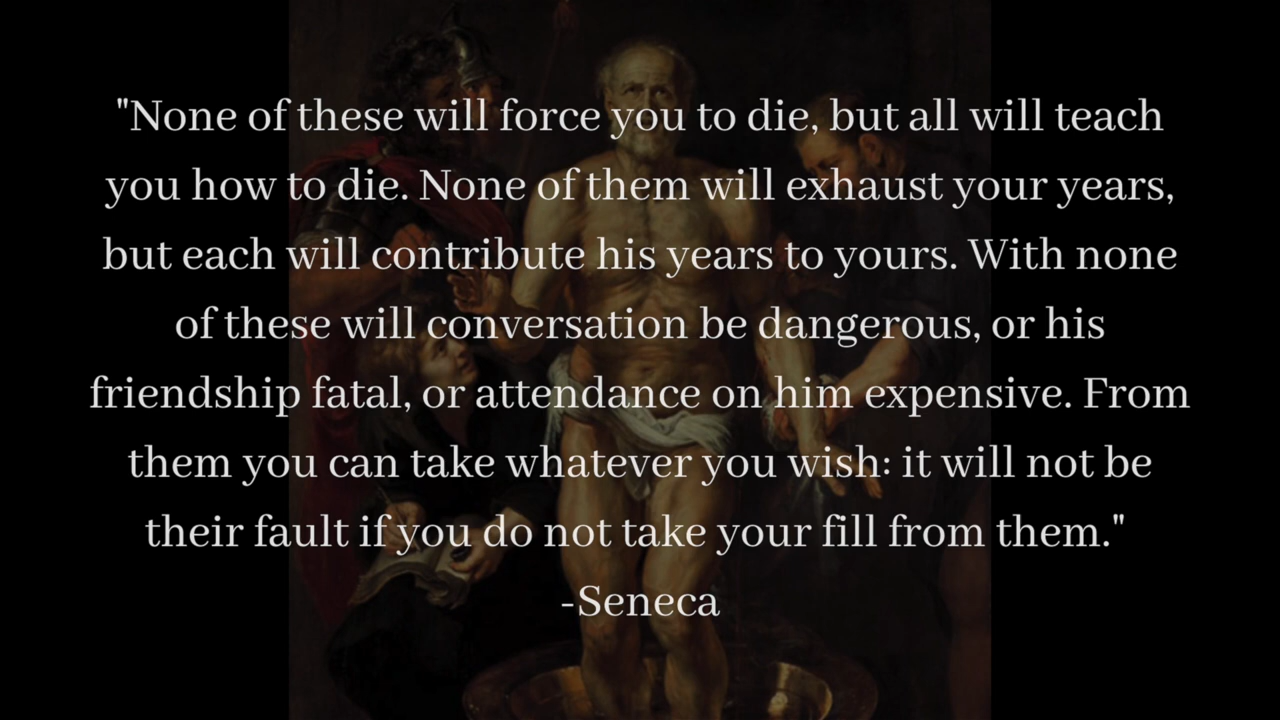 "None of these will force you to die, but all will teach
you how to die. None of them will exhaust your years,
but each will contribute his years to yours. With none
of these will conversation be dangerous, or his
friendship fatal, or attendance on him expensive. From
them you can take whatever you wish: it will not be
their fault if you do not take your fill from them."
-Seneca